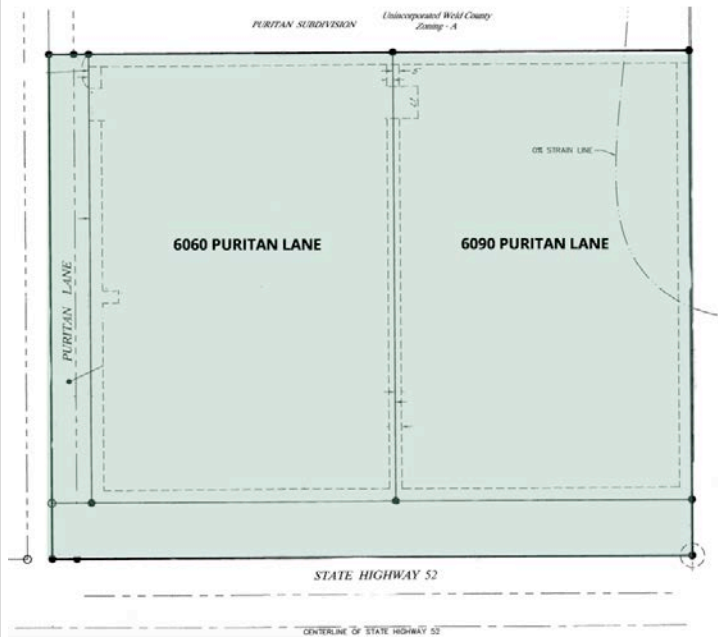 PURITAN SUBDIVISION
Unincorporated Weld County
Zoning - A
0% STRAIN LINE
6060 PURITAN LANE
6090 PURITAN LANE
PURITAN LANE
STATE HIGHWAY 52
CENTERLINE OF STATE HIGHWAY 52